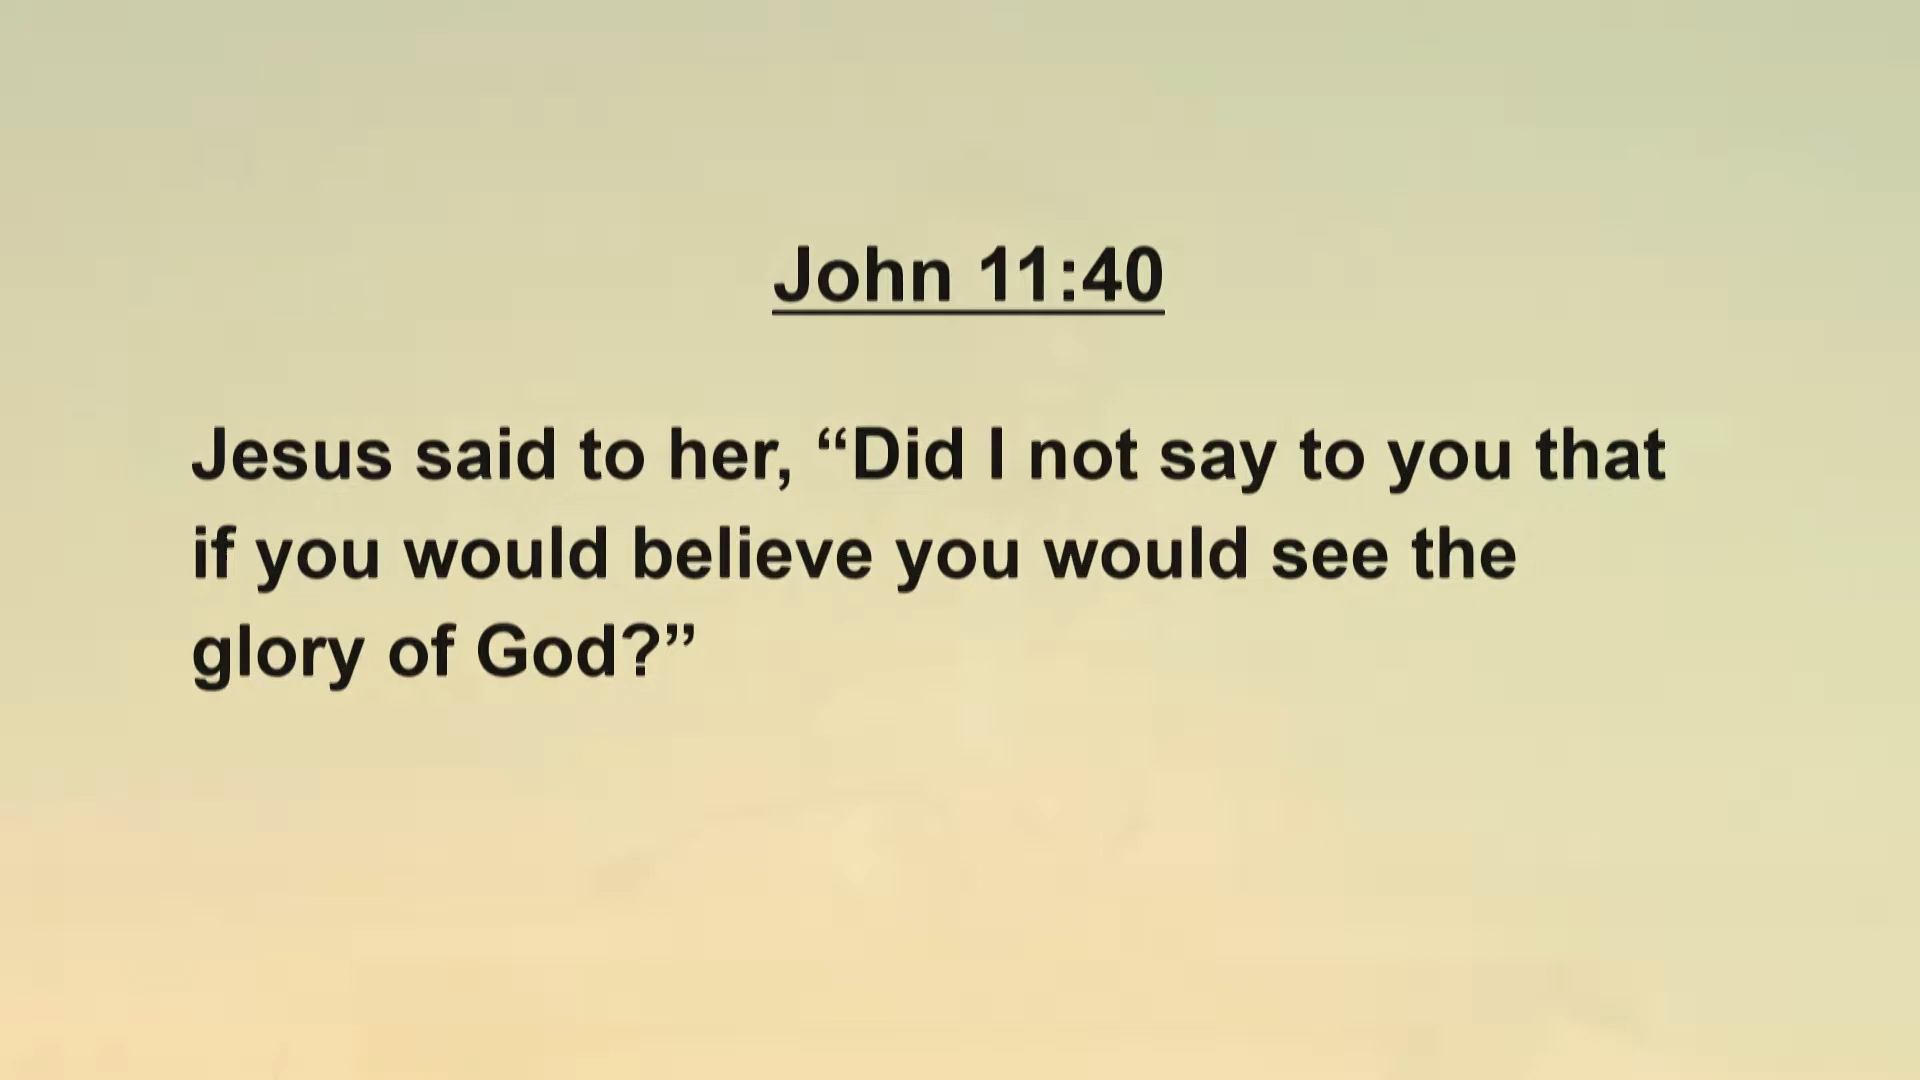 John 11:40
Jesus said to her, “Did I not say to you that
if you would believe you would see the
glory of God?”